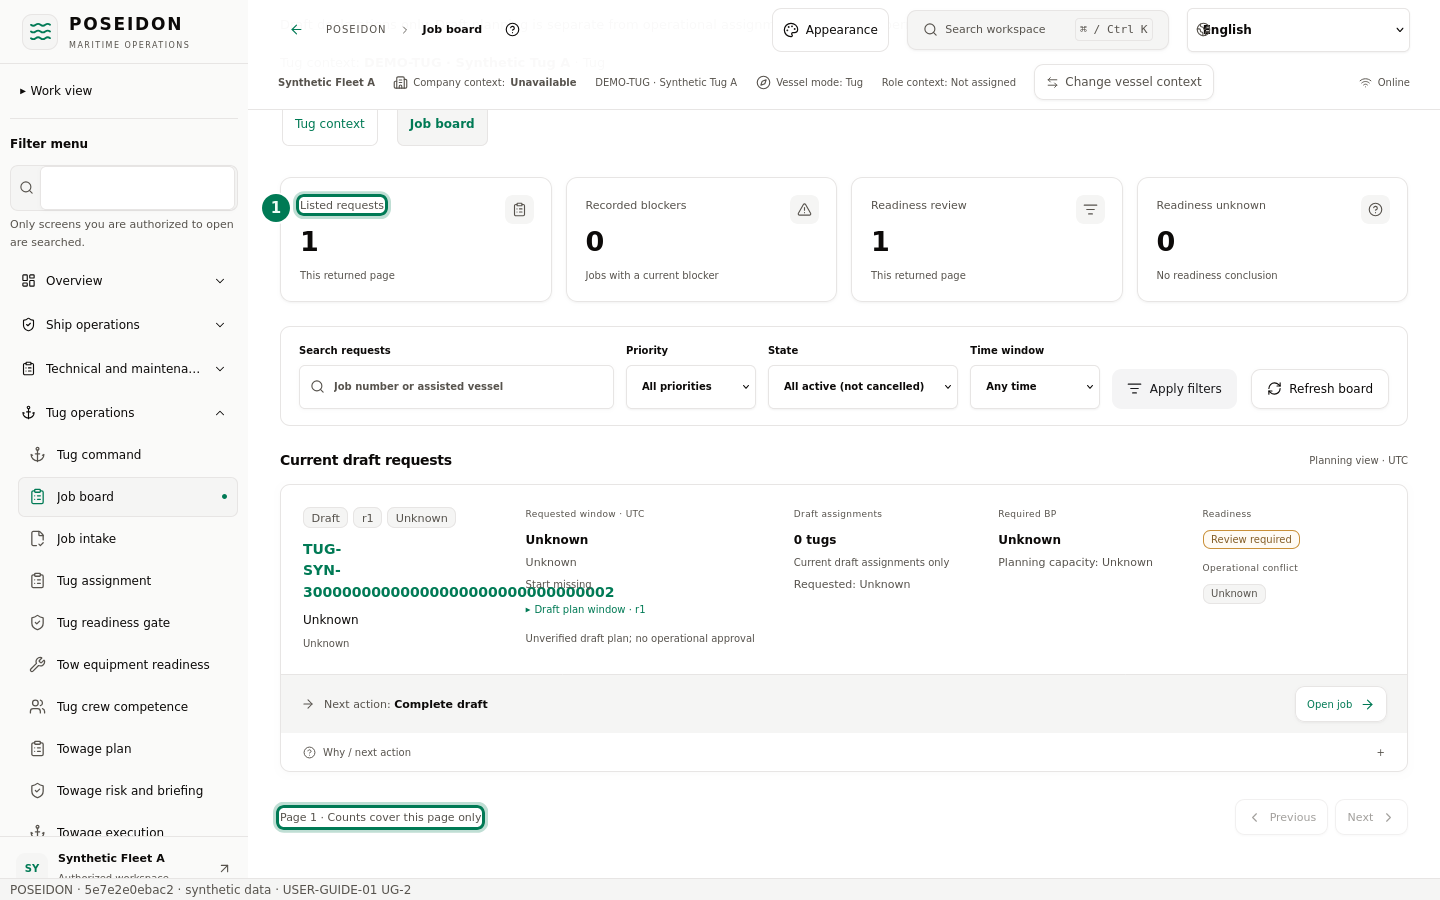 POSEIDON
MARITIME OPERATIONS
POSEIDON
Job board
Appearance
Search workspace
⌘ / Ctrl K
English
Synthetic Fleet A
Company context: Unavailable
DEMO-TUG · Synthetic Tug A
Vessel mode: Tug
Role context: Not assigned
Change vessel context
Online
▸ Work view
Filter menu
Only screens you are authorized to open
are searched.
Overview
Ship operations
Technical and maintena...
Tug operations
Tug command
Job board
Job intake
Tug assignment
Tug readiness gate
Tow equipment readiness
Tug crew competence
Towage plan
Towage risk and briefing
Towage execution
SY
Synthetic Fleet A
Authorized workspace
Tug context
Job board
1
Listed requests
1
This returned page
Recorded blockers
0
Jobs with a current blocker
Readiness review
1
This returned page
Readiness unknown
0
No readiness conclusion
Search requests
Job number or assisted vessel
Priority
All priorities
State
All active (not cancelled)
Time window
Any time
Apply filters
Refresh board
Current draft requests
Planning view · UTC
Draft
r1
Unknown
TUG-
SYN-
Unknown
Unknown
Requested window · UTC
Unknown
Unknown
Start missing
▸ Draft plan window · r1
Unverified draft plan; no operational approval
Draft assignments
0 tugs
Current draft assignments only
Requested: Unknown
Required BP
Unknown
Planning capacity: Unknown
Readiness
Review required
Operational conflict
Unknown
Next action: Complete draft
Open job
Why / next action
+
Page 1 · Counts cover this page only
Previous
Next
POSEIDON · 5e7e2e0ebac2 · synthetic data · USER-GUIDE-01 UG-2